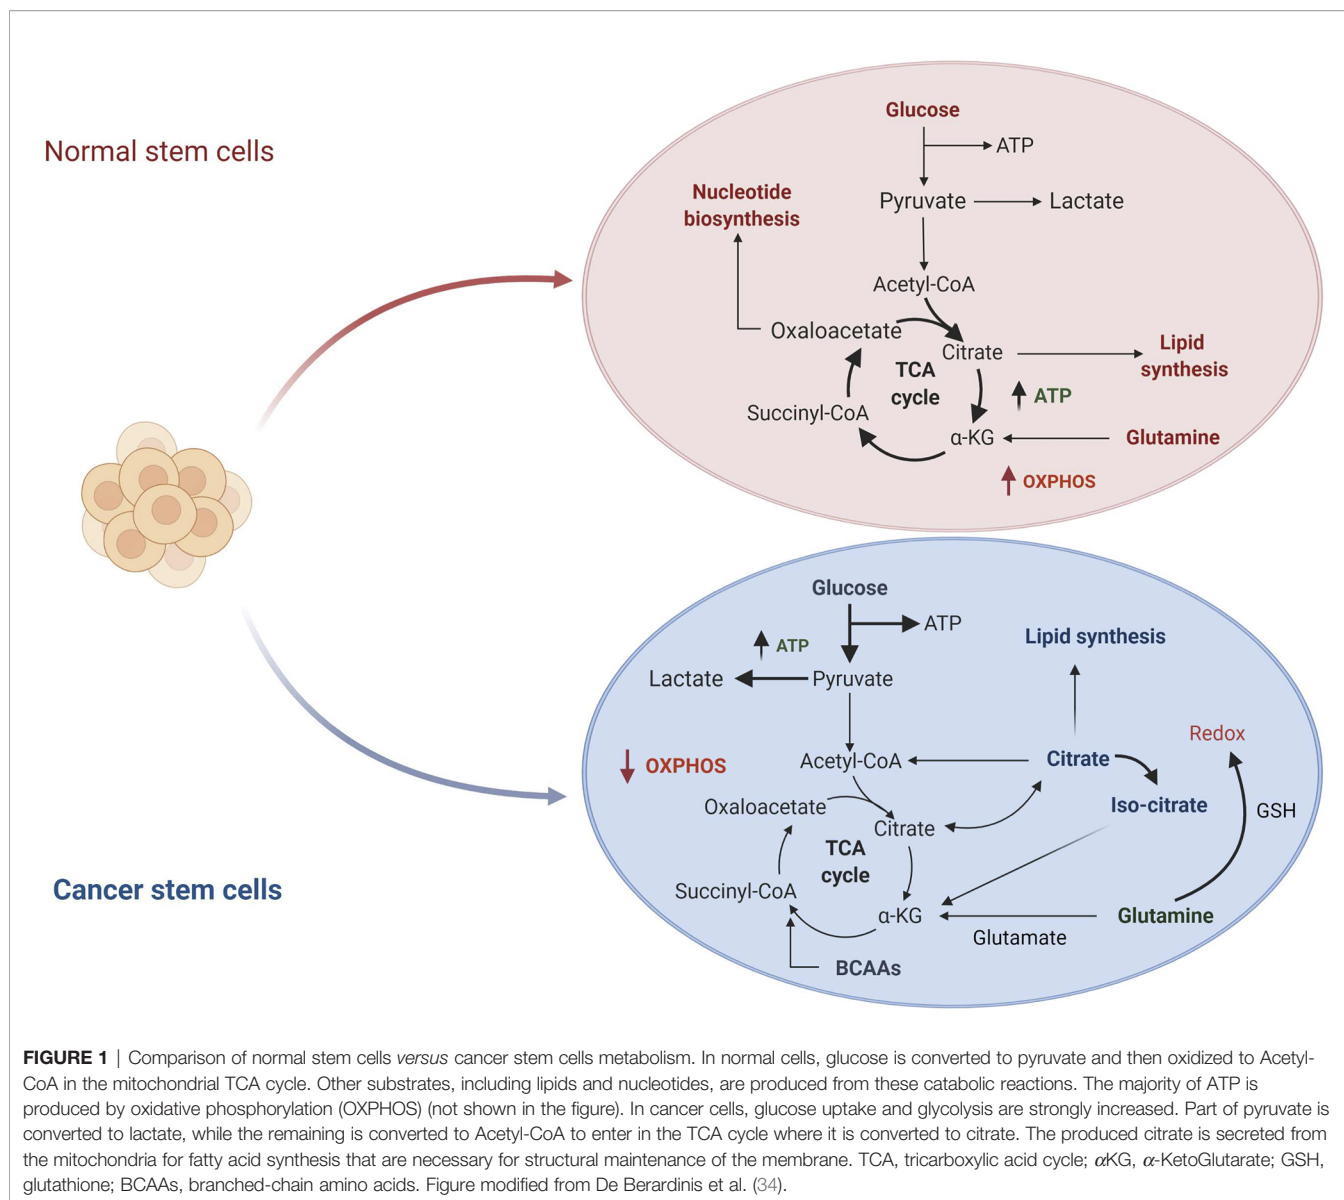 Normal stem cells
Glucose
ATP
Nucleotide
biosynthesis
Pyruvate
Lactate
Acetyl-CoA
Oxaloacetate
Citrate
Lipid
synthesis
TCA
cycle
ATP
Succinyl-CoA
α-KG
Glutamine
OXPHOS
Cancer stem cells
Glucose
ATP
ATP
Lipid synthesis
Lactate
Pyruvate
Redox
OXPHOS
Acetyl-CoA
Citrate
Oxaloacetate
Iso-citrate
GSH
Citrate
TCA
cycle
Succinyl-CoA
α-KG
Glutamine
Glutamate
BCAAs
FIGURE 1 | Comparison of normal stem cells versus cancer stem cells metabolism. In normal cells, glucose is converted to pyruvate and then oxidized to Acetyl-
CoA in the mitochondrial TCA cycle. Other substrates, including lipids and nucleotides, are produced from these catabolic reactions. The majority of ATP is
produced by oxidative phosphorylation (OXPHOS) (not shown in the figure). In cancer cells, glucose uptake and glycolysis are strongly increased. Part of pyruvate is
converted to lactate, while the remaining is converted to Acetyl-CoA to enter in the TCA cycle where it is converted to citrate. The produced citrate is secreted from
the mitochondria for fatty acid synthesis that are necessary for structural maintenance of the membrane. TCA, tricarboxylic acid cycle; αKG, α-KetoGlutarate; GSH,
glutathione; BCAAs, branched-chain amino acids. Figure modified from De Berardinis et al. (34).